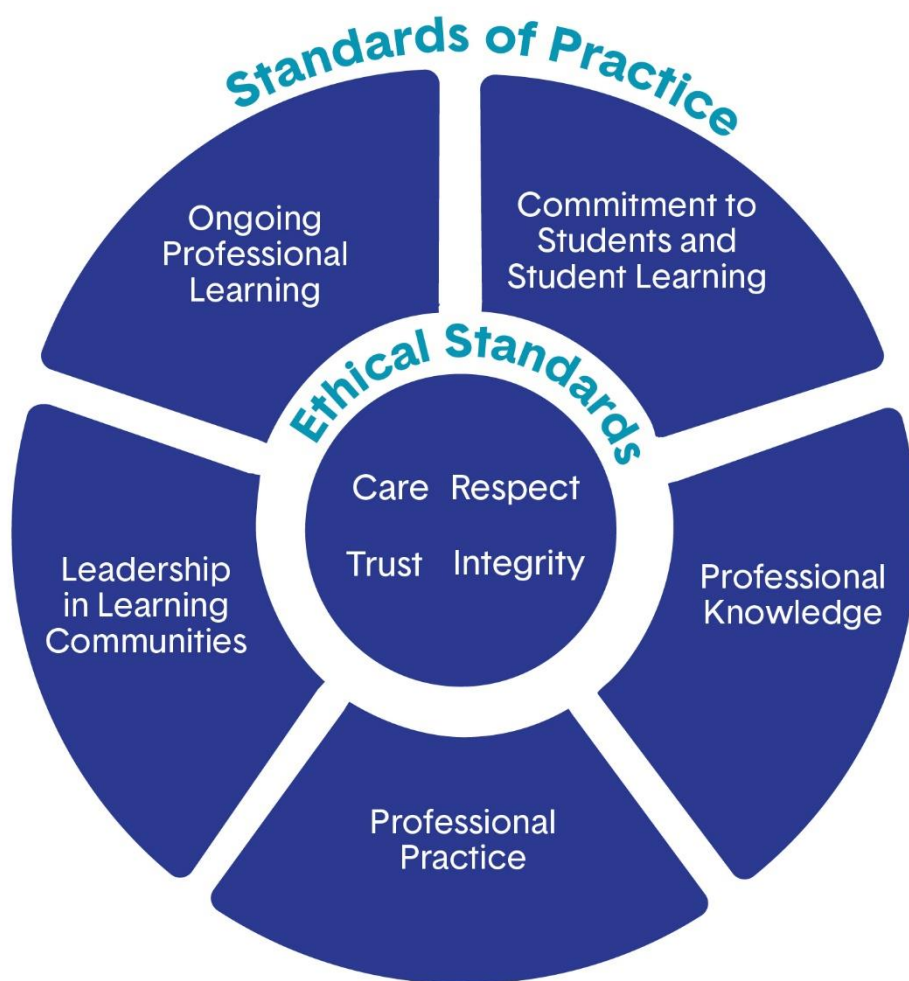 Standards of Practice
Ongoing
Professional
Learning
Commitment to
Students and
Student Learning
Ethical Standards
Care Respect
Trust Integrity
Leadership
in Learning
Communities
Professional
Knowledge
Professional
Practice